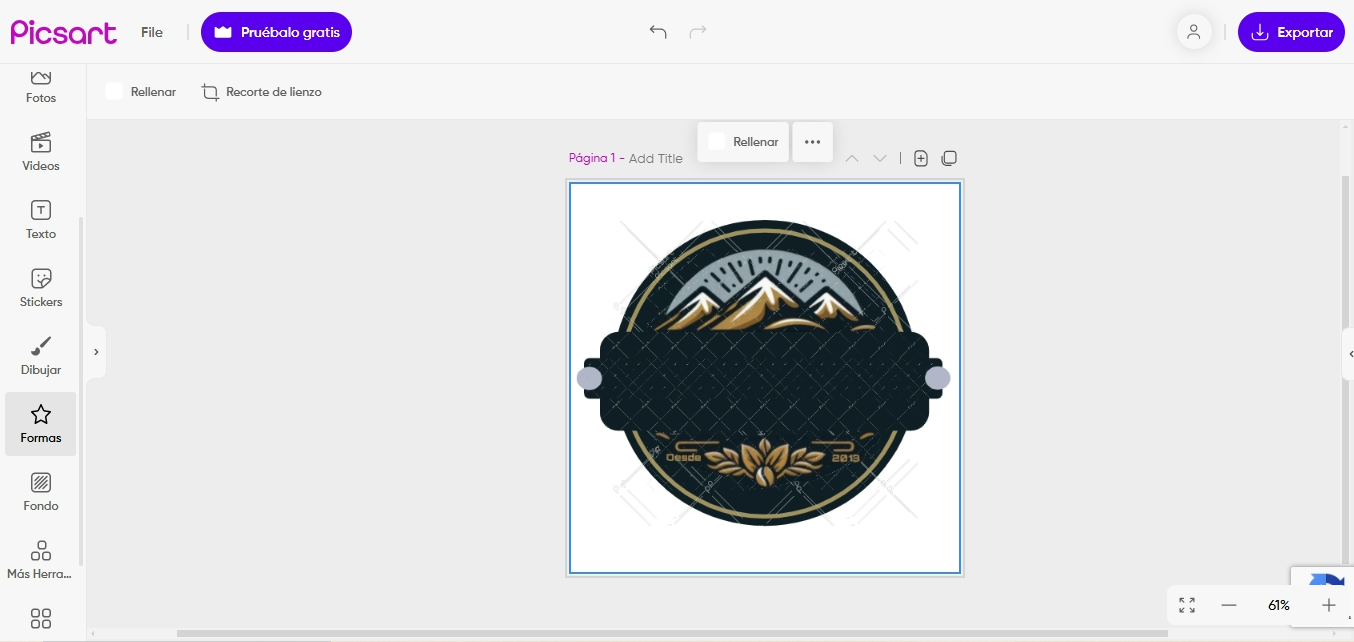 Picsart File Pruébalo gratis Exportar
Fotos
Rellenar Recorte de lienzo
Videos
Texto
Stickers
Dibujar
Formas
Fondo
Más Herra...
Rellenar ...
Página 1 - Add Title
Desde 2013
61%